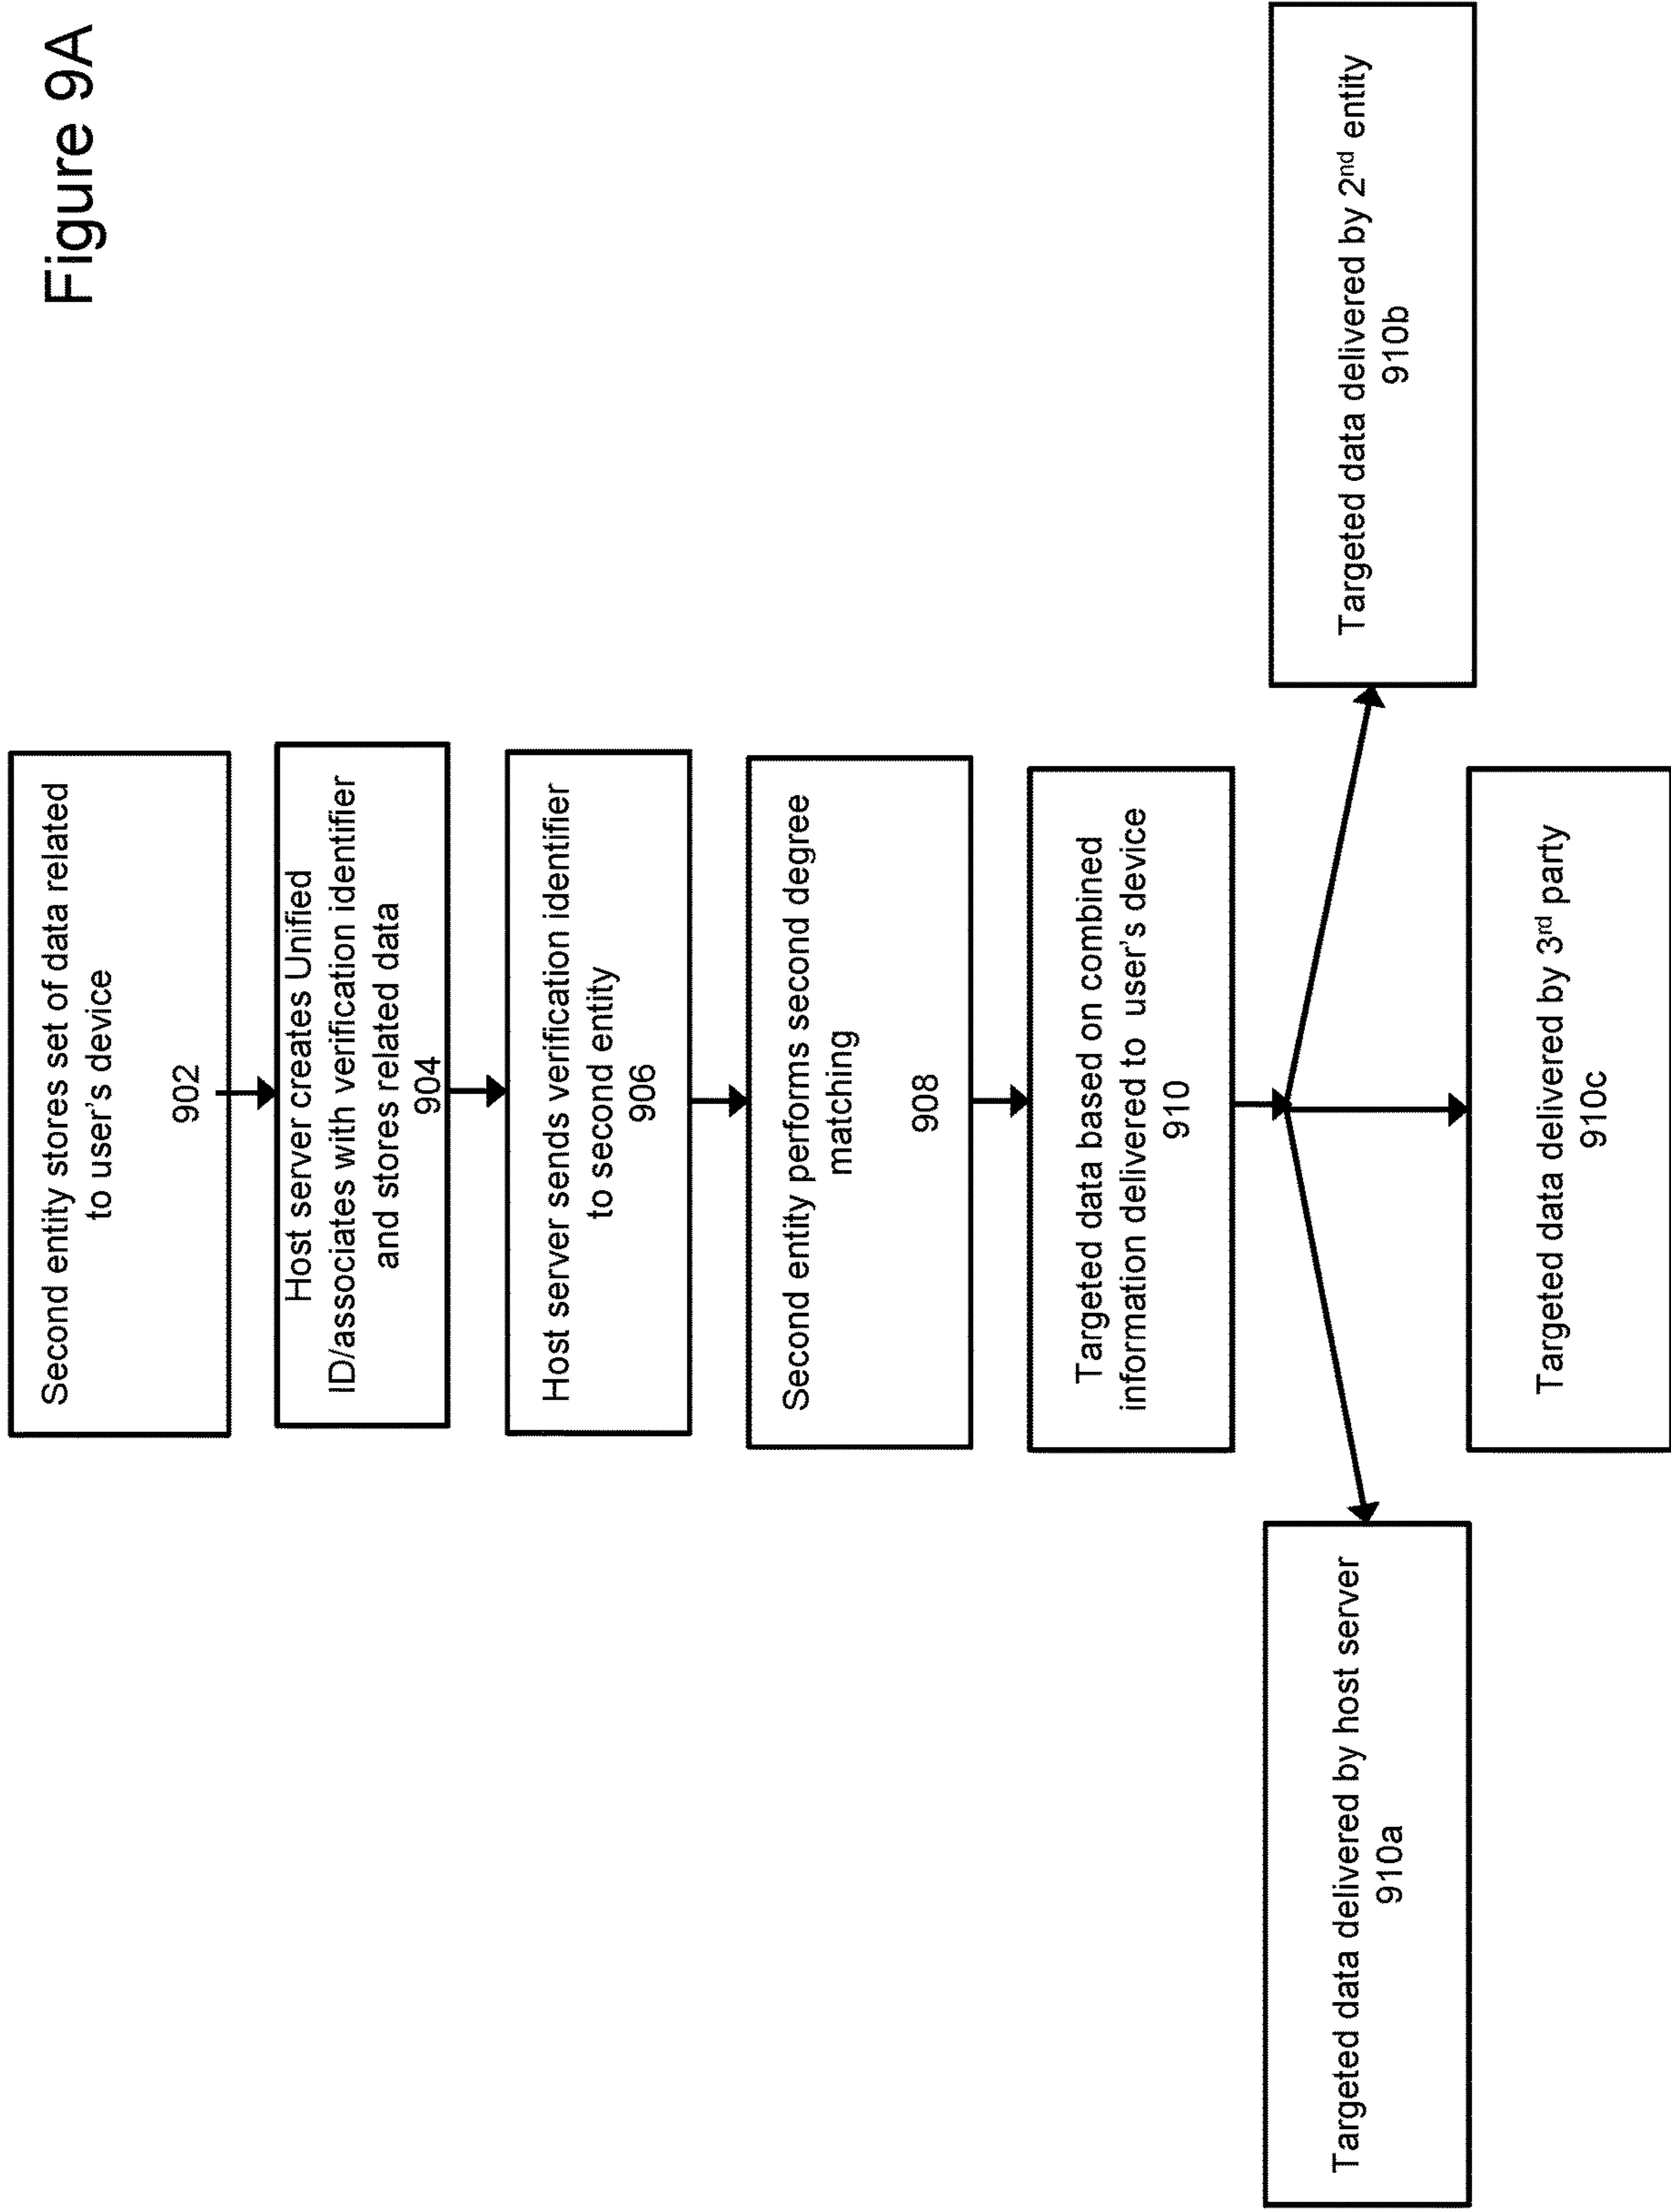 Figure 9A
Second entity stores set of data related
to user's device
902
Host server creates Unified
ID/associates with verification identifier
and stores related data
904
Host server sends verification identifier
to second entity
906
Second entity performs second degree
matching
908
Targeted data based on combined
information delivered to user's device
910
Targeted data delivered by host server
910a
Targeted data delivered by 2nd entity
910b
Targeted data delivered by 3rd party
910c